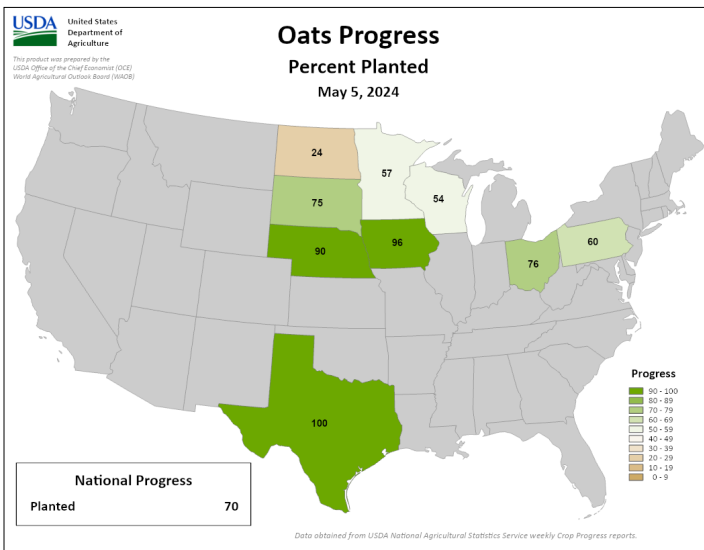 USDA
United States
Department of
Agriculture
This product was prepared by the
USDA Office of the Chief Economist (OCE)
World Agricultural Outlook Board (WAOB)
Oats Progress
Percent Planted
May 5, 2024
24
57
54
75
90
96
76
60
100
Progress
90 - 100
80 - 89
70 - 79
60 - 69
50 - 59
40 - 49
30 - 39
20 - 29
10 - 19
0 - 9
National Progress
Planted 70
Data obtained from USDA National Agricultural Statistics Service weekly Crop Progress reports.